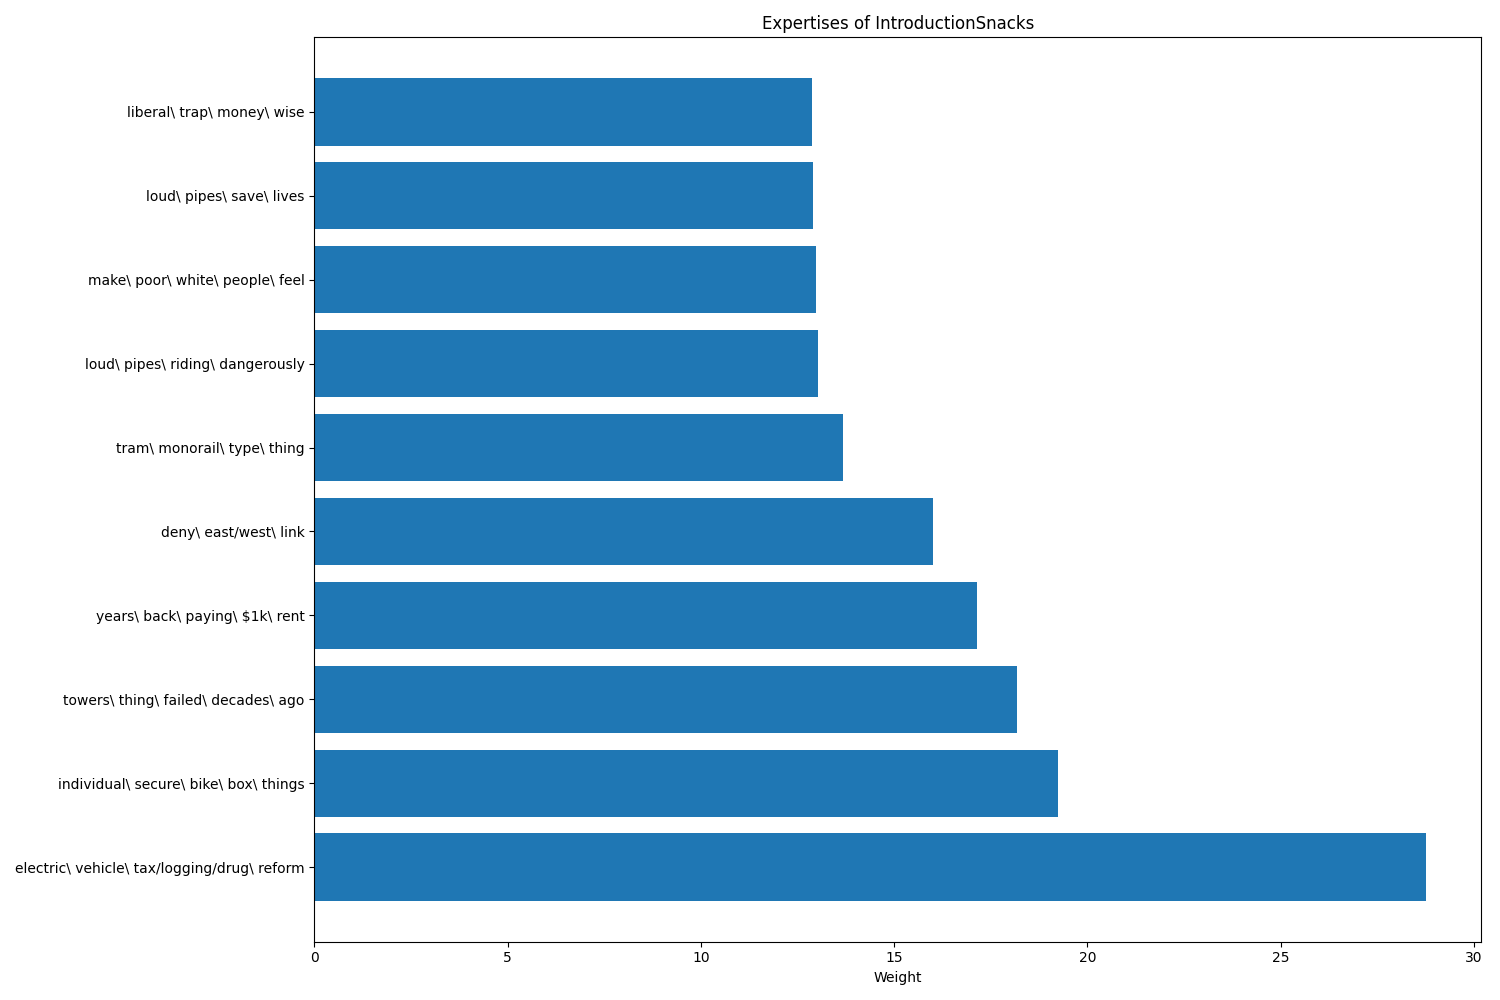 Expertises of IntroductionSnacks
liberal\ trap\ money\ wise
loud\ pipes\ save\ lives
make\ poor\ white\ people\ feel
loud\ pipes\ riding\ dangerously
tram\ monorail\ type\ thing
deny\ east/west\ link
years\ back\ paying\ $1k\ rent
towers\ thing\ failed\ decades\ ago
individual\ secure\ bike\ box\ things
electric\ vehicle\ tax/logging/drug\ reform
0 5 10 15 20 25 30
Weight